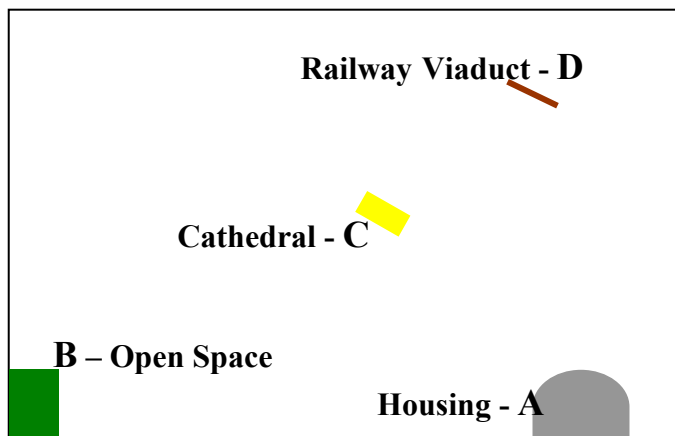 Railway Viaduct - D
Cathedral - C
B – Open Space
Housing - A